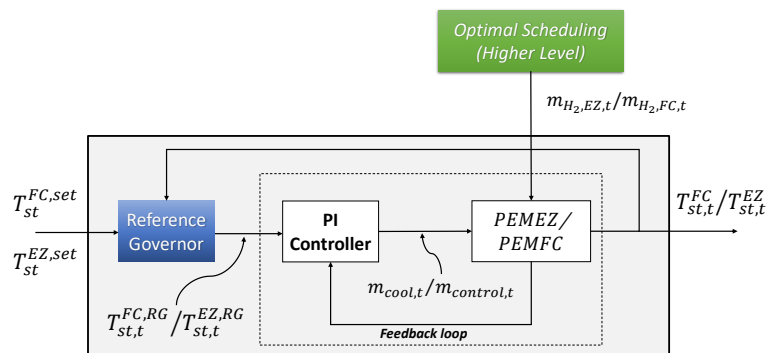 Optimal Scheduling
(Higher Level)
m_{H_2,EZ,t}/m_{H_2,FC,t}
T_{st}^{FC,set}
T_{st}^{EZ,set}
Reference
Governor
PI
Controller
PEMEZ/
PEMFC
T_{st,t}^{FC}/T_{st,t}^{EZ}
T_{st,t}^{FC,RG}/T_{st,t}^{EZ,RG}
m_{cool,t}/m_{control,t}
Feedback loop